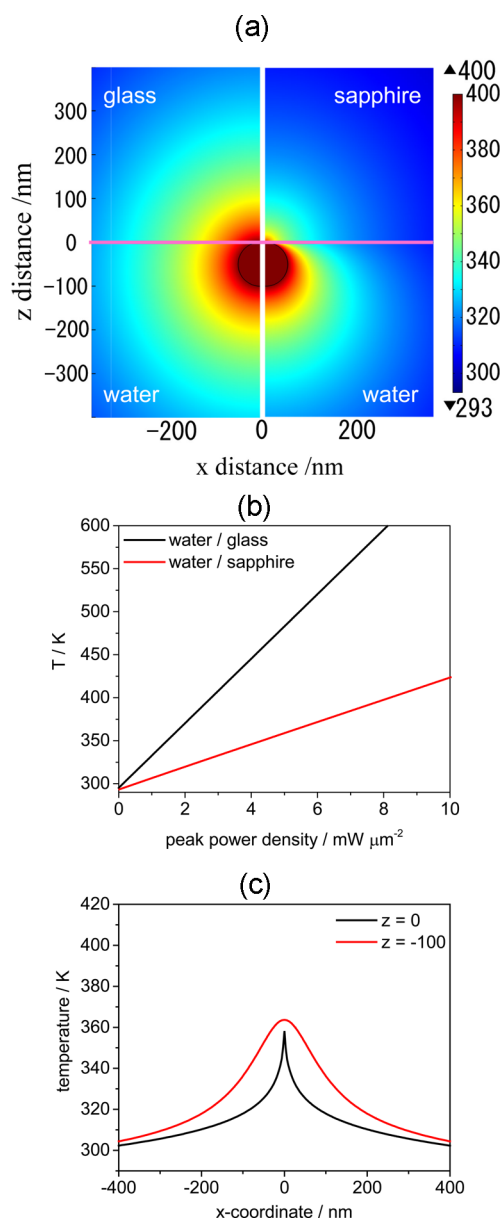 (a)
glass
sapphire
▲400
400
380
360
340
320
300
▼293
400
300
200
100
0
−100
−200
−300
z distance /nm
water
water
−200
0
200
x distance /nm
(b)
600
550
500
450
400
350
300
T / K
water / glass
water / sapphire
0
2
4
6
8
10
peak power density / mW μm-2
(c)
420
400
380
360
340
320
300
temperature / K
z = 0
z = -100
-400
-200
0
200
400
x-coordinate / nm